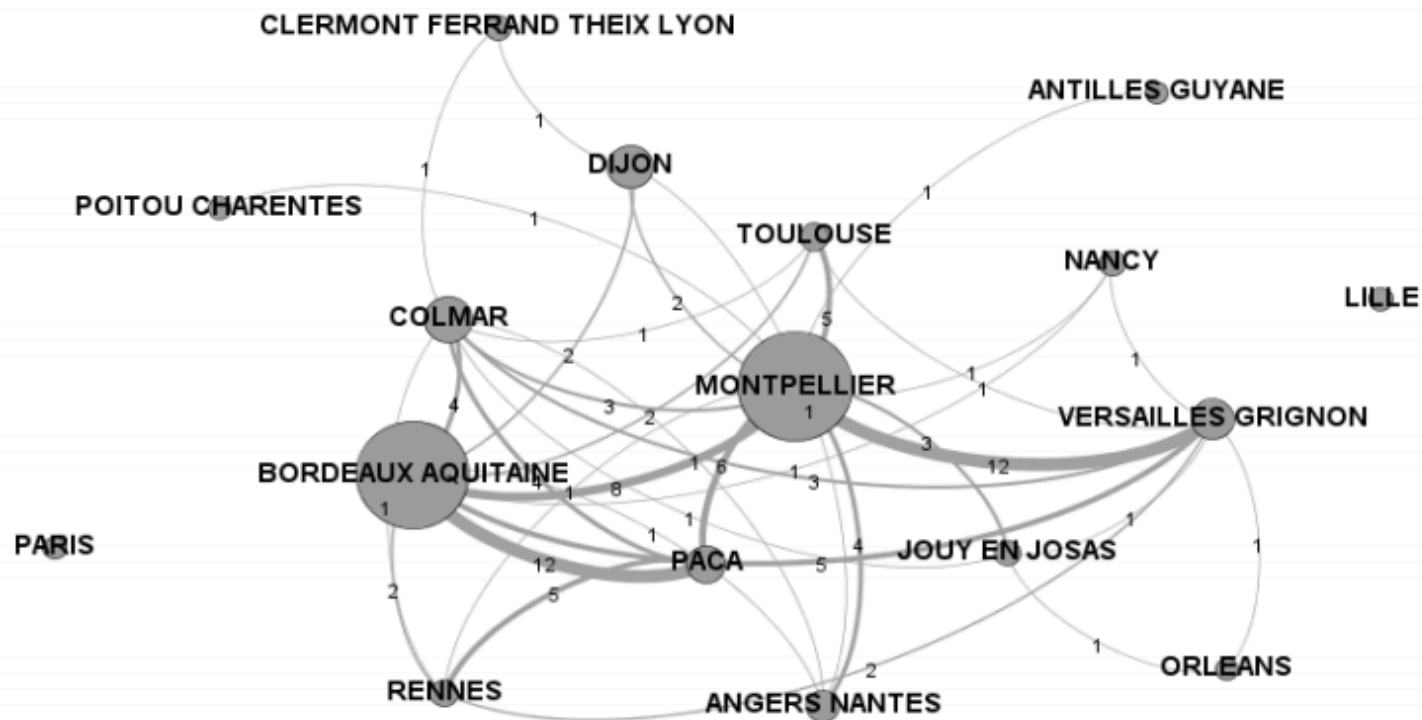 CLERMONT FERRAND THEIX LYON
ANTILLES GUYANE
1
DIJON
1
POITOU CHARENTES
1
1
TOULOUSE
NANCY
LILLE
2
COLMAR
5
1
2
1
1
MONTPELLIER
1
4
3
2
1
VERSAILLES GRIGNON
3
1
6
12
BORDEAUX AQUITAINE
1
4
3
1
8
1
1
1
PARIS
1
4
1
JOUY EN JOSAS
PACA
12
5
2
5
1
ORLEANS
2
RENNES
ANGERS NANTES